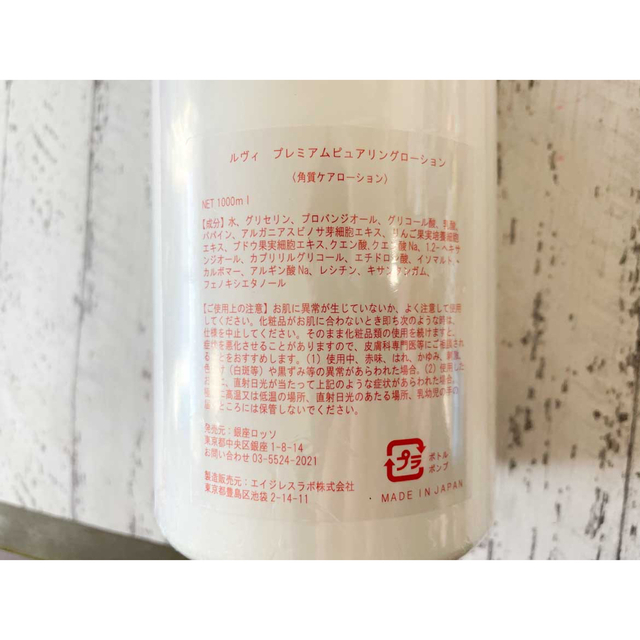 ルヴィ プレミアムピュアリングローション
(角質ケアローション)
NET 1000ml
【成分】水、グリセリン、プロパンジオール、グリコール酸、乳酸、
パパイン、アルガニアスピノサ芽細胞エキス、りんご果実培養細胞
エキス、ブドウ果実細胞エキス、クエン酸、クエン酸Na、1,2-ヘキサ
ンジオール、カプリリルグリコール、エチドロン酸、イソマルト、
カルボマー、アルギン酸Na、レシチン、キサンタンガム、
フェノキシエタノール
【ご使用上の注意】お肌に異常が生じていないか、よく注意して使用
してください。化粧品がお肌に合わないとき即ち次のような時は、
使用を中止してください。そのまま化粧品類の使用を続けますと、
症状を悪化させることがありますので、皮膚科専門医等にご相談され
ることをおすすめします。(1) 使用中、赤味、はれ、かゆみ、刺激、
(白斑等) や黒ずみ等の異常があらわれた場合。(2) 使用した
直射日光が当たって上記のような症状があらわれた場合。
に高温又は低温の場所、直射日光のあたる場所、乳幼児の手の
ところには保管しないでください。
発売元:銀座ロッソ
東京都中央区銀座1-8-14
お問い合わせ 03-5524-2021
製造販売元:エイジレスラボ株式会社
東京都豊島区池袋2-14-11
プラ
ボトル
ポンプ
MADE IN JAPAN